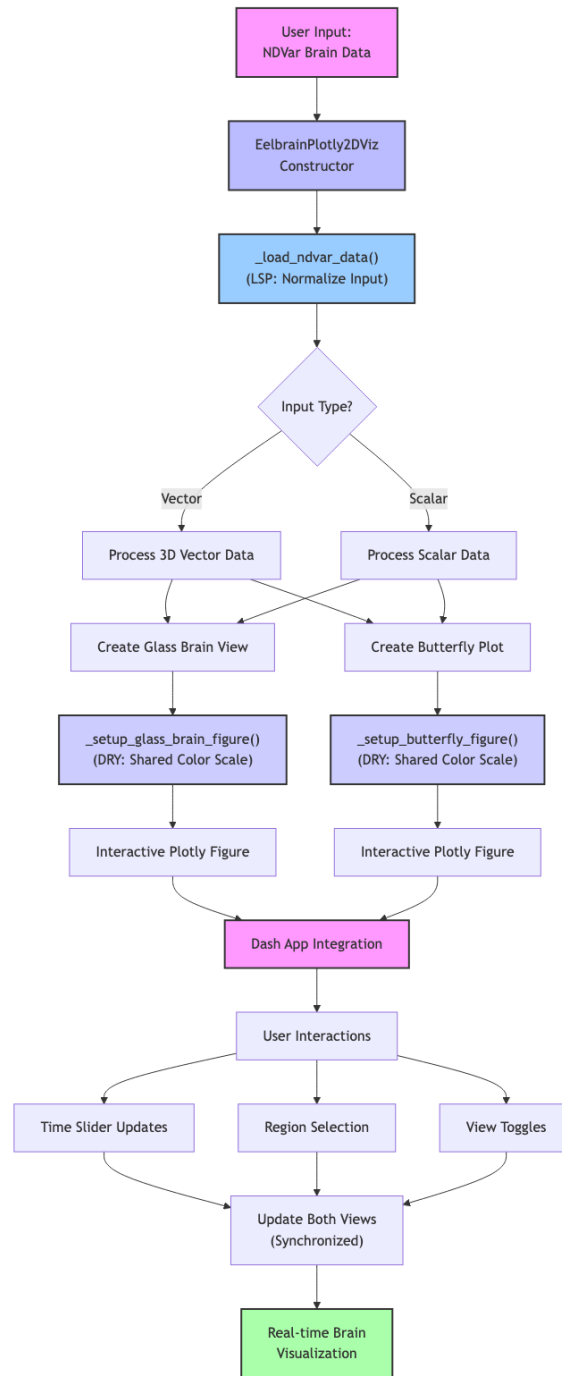 User Input:
NDVar Brain Data
EelbrainPlotly2DViz
Constructor
_load_ndvar_data()
(LSP: Normalize Input)
Input Type?
Vector
Scalar
Process 3D Vector Data
Process Scalar Data
Create Glass Brain View
Create Butterfly Plot
_setup_glass_brain_figure()
(DRY: Shared Color Scale)
_setup_butterfly_figure()
(DRY: Shared Color Scale)
Interactive Plotly Figure
Interactive Plotly Figure
Dash App Integration
User Interactions
Time Slider Updates
Region Selection
View Toggles
Update Both Views
(Synchronized)
Real-time Brain
Visualization